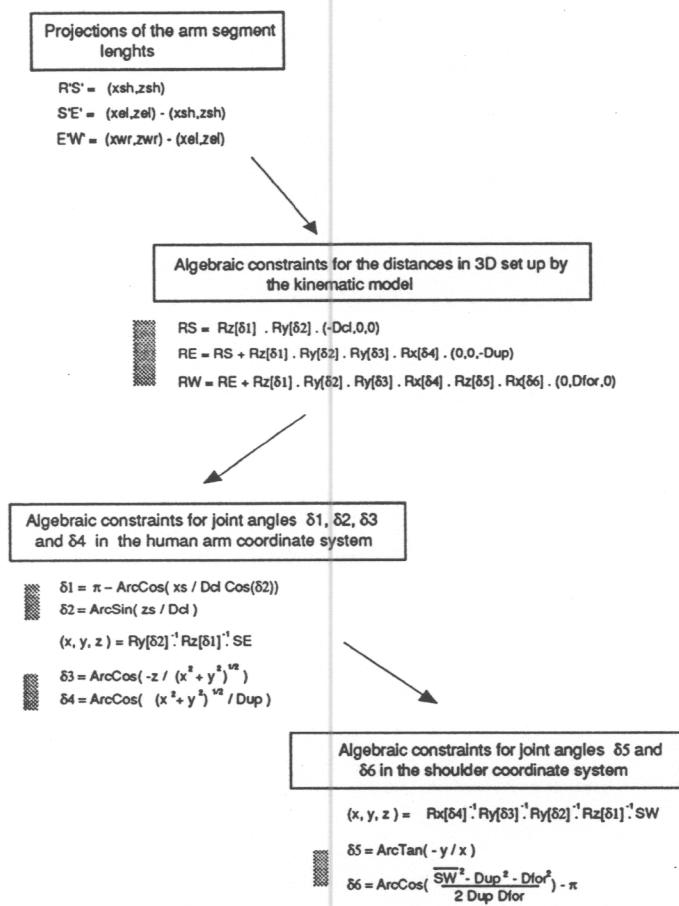 Projections of the arm segment
lenghts
R'S' = (xsh,zsh)
S'E' = (xel,zel) - (xsh,zsh)
E'W' = (xwr,zwr) - (xel,zel)
Algebraic constraints for the distances in 3D set up by
the kinematic model
RS = Rz[δ1] . Ry[δ2] . (-Dcl,0,0)
RE = RS + Rz[δ1] . Ry[δ2] . Ry[δ3] . Rx[δ4] . (0,0,-Dup)
RW = RE + Rz[δ1] . Ry[δ2] . Ry[δ3] . Rx[δ4] . Rz[δ5] . Rx[δ6] . (0,Dfor,0)
Algebraic constraints for joint angles δ1, δ2, δ3
and δ4 in the human arm coordinate system
δ1 = π – ArcCos( xs / Dcl Cos(δ2))
δ2 = ArcSin( zs / Dcl )
(x, y, z ) = Ry[δ2]⁻¹. Rz[δ1]⁻¹. SE
δ3 = ArcCos( -z / (x² + y²)^1/2 )
δ4 = ArcCos( (x² + y²)^1/2 / Dup )
Algebraic constraints for joint angles δ5 and
δ6 in the shoulder coordinate system
(x, y, z ) = Rx[δ4]⁻¹. Ry[δ3]⁻¹. Ry[δ2]⁻¹. Rz[δ1]⁻¹. SW
δ5 = ArcTan( - y / x )
δ6 = ArcCos( SW² - Dup² - Dfor² ) - π
2 Dup Dfor